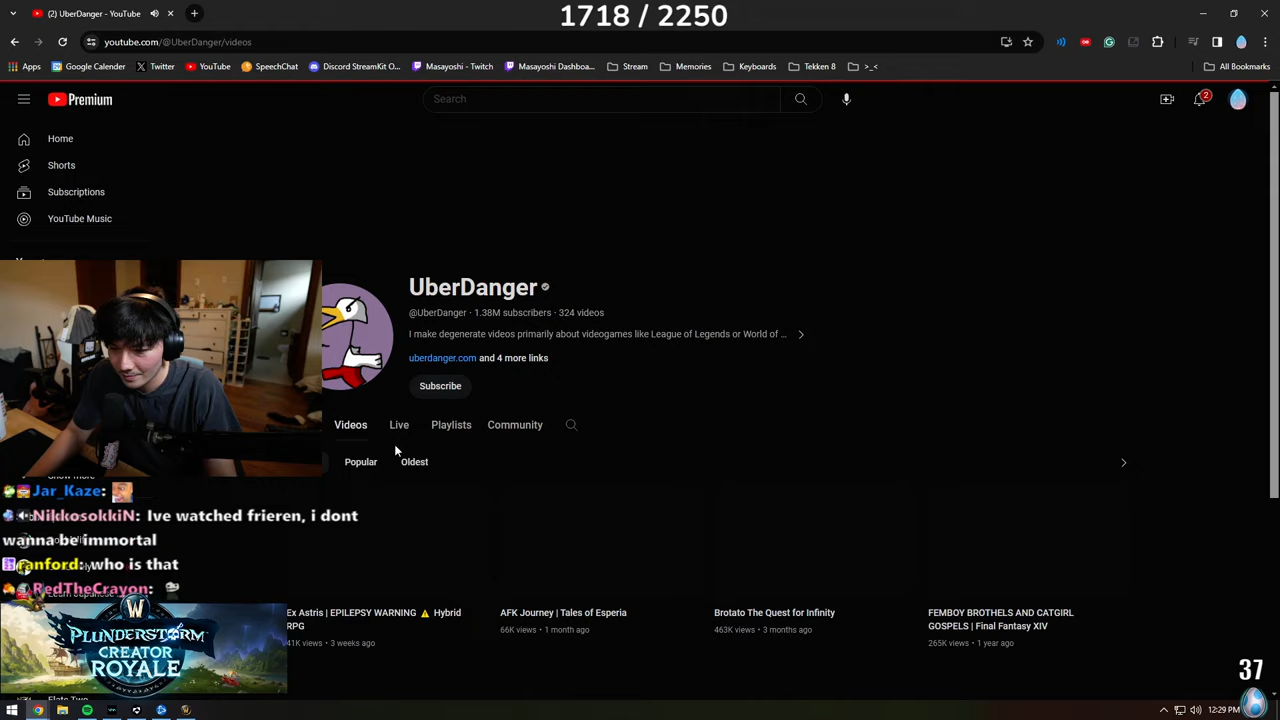 (2) UberDanger - YouTube
1718 / 2250
youtube.com/@UberDanger/videos
Apps
Google Calender
Twitter
YouTube
SpeechChat
Discord StreamKit O...
Masayoshi - Twitch
Masayoshi Dashboa...
Stream
Memories
Keyboards
Tekken 8
>_<
All Bookmarks
Premium
Search
2
Home
Shorts
Subscriptions
YouTube Music
UberDanger
@UberDanger · 1.38M subscribers · 324 videos
I make degenerate videos primarily about videogames like League of Legends or World of ...
uberdanger.com and 4 more links
Subscribe
Videos
Live
Playlists
Community
Popular
Oldest
Show more
Jar_Kaze:
NikkosokkiN: Ive watched frieren, i dont
wanna be immortal
ranford: who is that
RedTheCrayon:
W
PLUNDERSTORM
CREATOR
ROYALE
Ex Astris | EPILEPSY WARNING ⚠ Hybrid
RPG
41K views • 3 weeks ago
AFK Journey | Tales of Esperia
66K views • 1 month ago
Brotato The Quest for Infinity
463K views • 3 months ago
FEMBOY BROTHELS AND CATGIRL
GOSPELS | Final Fantasy XIV
265K views • 1 year ago
37
12:29 PM